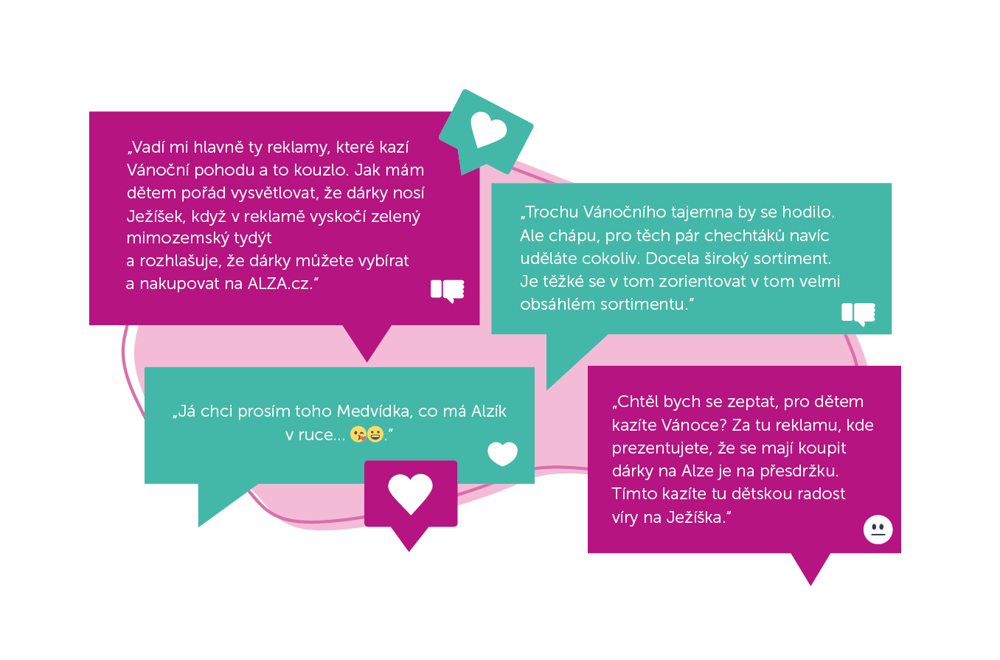 „Vadí mi hlavně ty reklamy, které kazí
Vánoční pohodu a to kouzlo. Jak mám
dětem pořád vysvětlovat, že dárky nosí
Ježíšek, když v reklamě vyskočí zelený
mimozemský tydýt
a rozhlašuje, že dárky můžete vybírat
a nakupovat na ALZA.cz.“
„Trochu Vánočního tajemna by se hodilo.
Ale chápu, pro těch pár chechtáků navíc
uděláte cokoliv. Docela široký sortiment.
Je těžké se v tom zorientovat v tom velmi
obsáhlém sortimentu.“
„Já chci prosím toho Medvídka, co má Alzík
v ruce... 😘😀.“
„Chtěl bych se zeptat, pro dětem
kazíte Vánoce? Za tu reklamu, kde
prezentujete, že se mají koupit
dárky na Alze je na přesdržku.
Tímto kazíte tu dětskou radost
víry na Ježíška.“